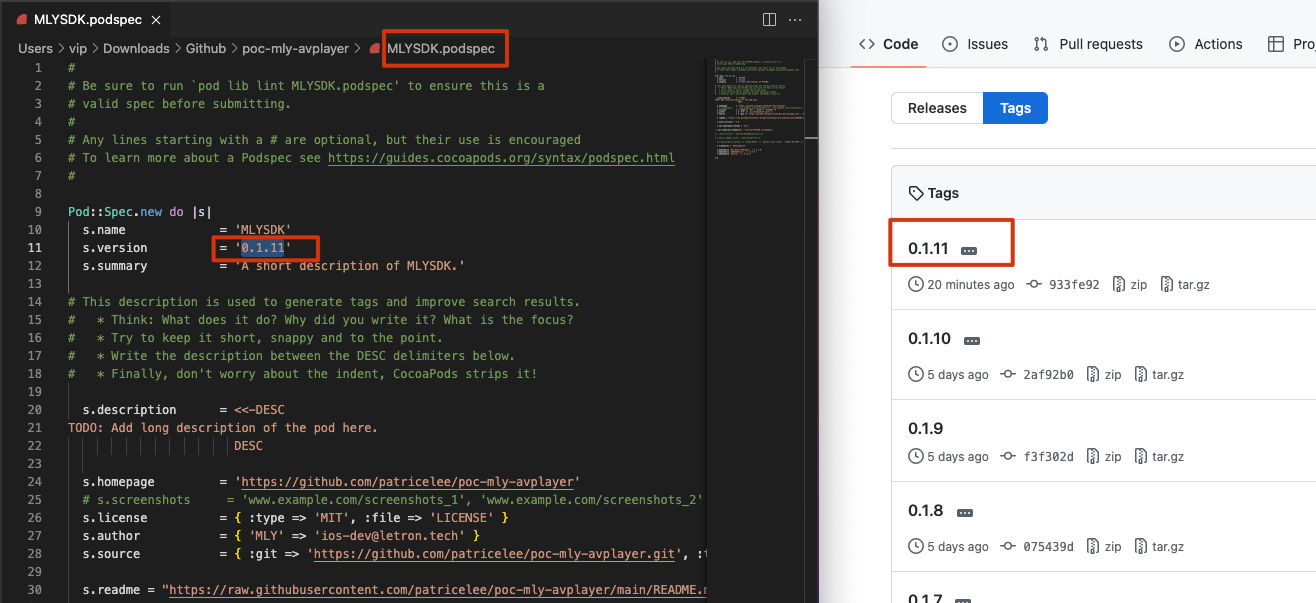 MLYSDK.podspec
Users > vip > Downloads > Github > poc-mly-avplayer > MLYSDK.podspec
1 #
2 # Be sure to run `pod lib lint MLYSDK.podspec' to ensure this is a
3 # valid spec before submitting.
4 #
5 # Any lines starting with a # are optional, but their use is encouraged
6 # To learn more about a Podspec see https://guides.cocoapods.org/syntax/podspec.html
7 #
8
9 Pod::Spec.new do |s|
10 s.name = 'MLYSDK'
11 s.version = '0.1.11'
12 s.summary = 'A short description of MLYSDK.'
13
14 # This description is used to generate tags and improve search results.
15 # * Think: What does it do? Why did you write it? What is the focus?
16 # * Try to keep it short, snappy and to the point.
17 # * Write the description between the DESC delimiters below.
18 # * Finally, don't worry about the indent, CocoaPods strips it!
19
20 s.description = <<-DESC
21 TODO: Add long description of the pod here.
22 DESC
23
24 s.homepage = 'https://github.com/patricelee/poc-mly-avplayer'
25 # s.screenshots = 'www.example.com/screenshots_1', 'www.example.com/screenshots_2'
26 s.license = { :type => 'MIT', :file => 'LICENSE' }
27 s.author = { 'MLY' => 'ios-dev@letron.tech' }
28 s.source = { :git => 'https://github.com/patricelee/poc-mly-avplayer.git', :t
29
30 s.readme = "https://raw.githubusercontent.com/patricelee/poc-mly-avplayer/main/README.m
Code Issues Pull requests Actions Pro
Releases Tags
Tags
0.1.11
20 minutes ago 933fe92 zip tar.gz
0.1.10
5 days ago 2af92b0 zip tar.gz
0.1.9
5 days ago f3f302d zip tar.gz
0.1.8
5 days ago 075439d zip tar.gz
0.1.7